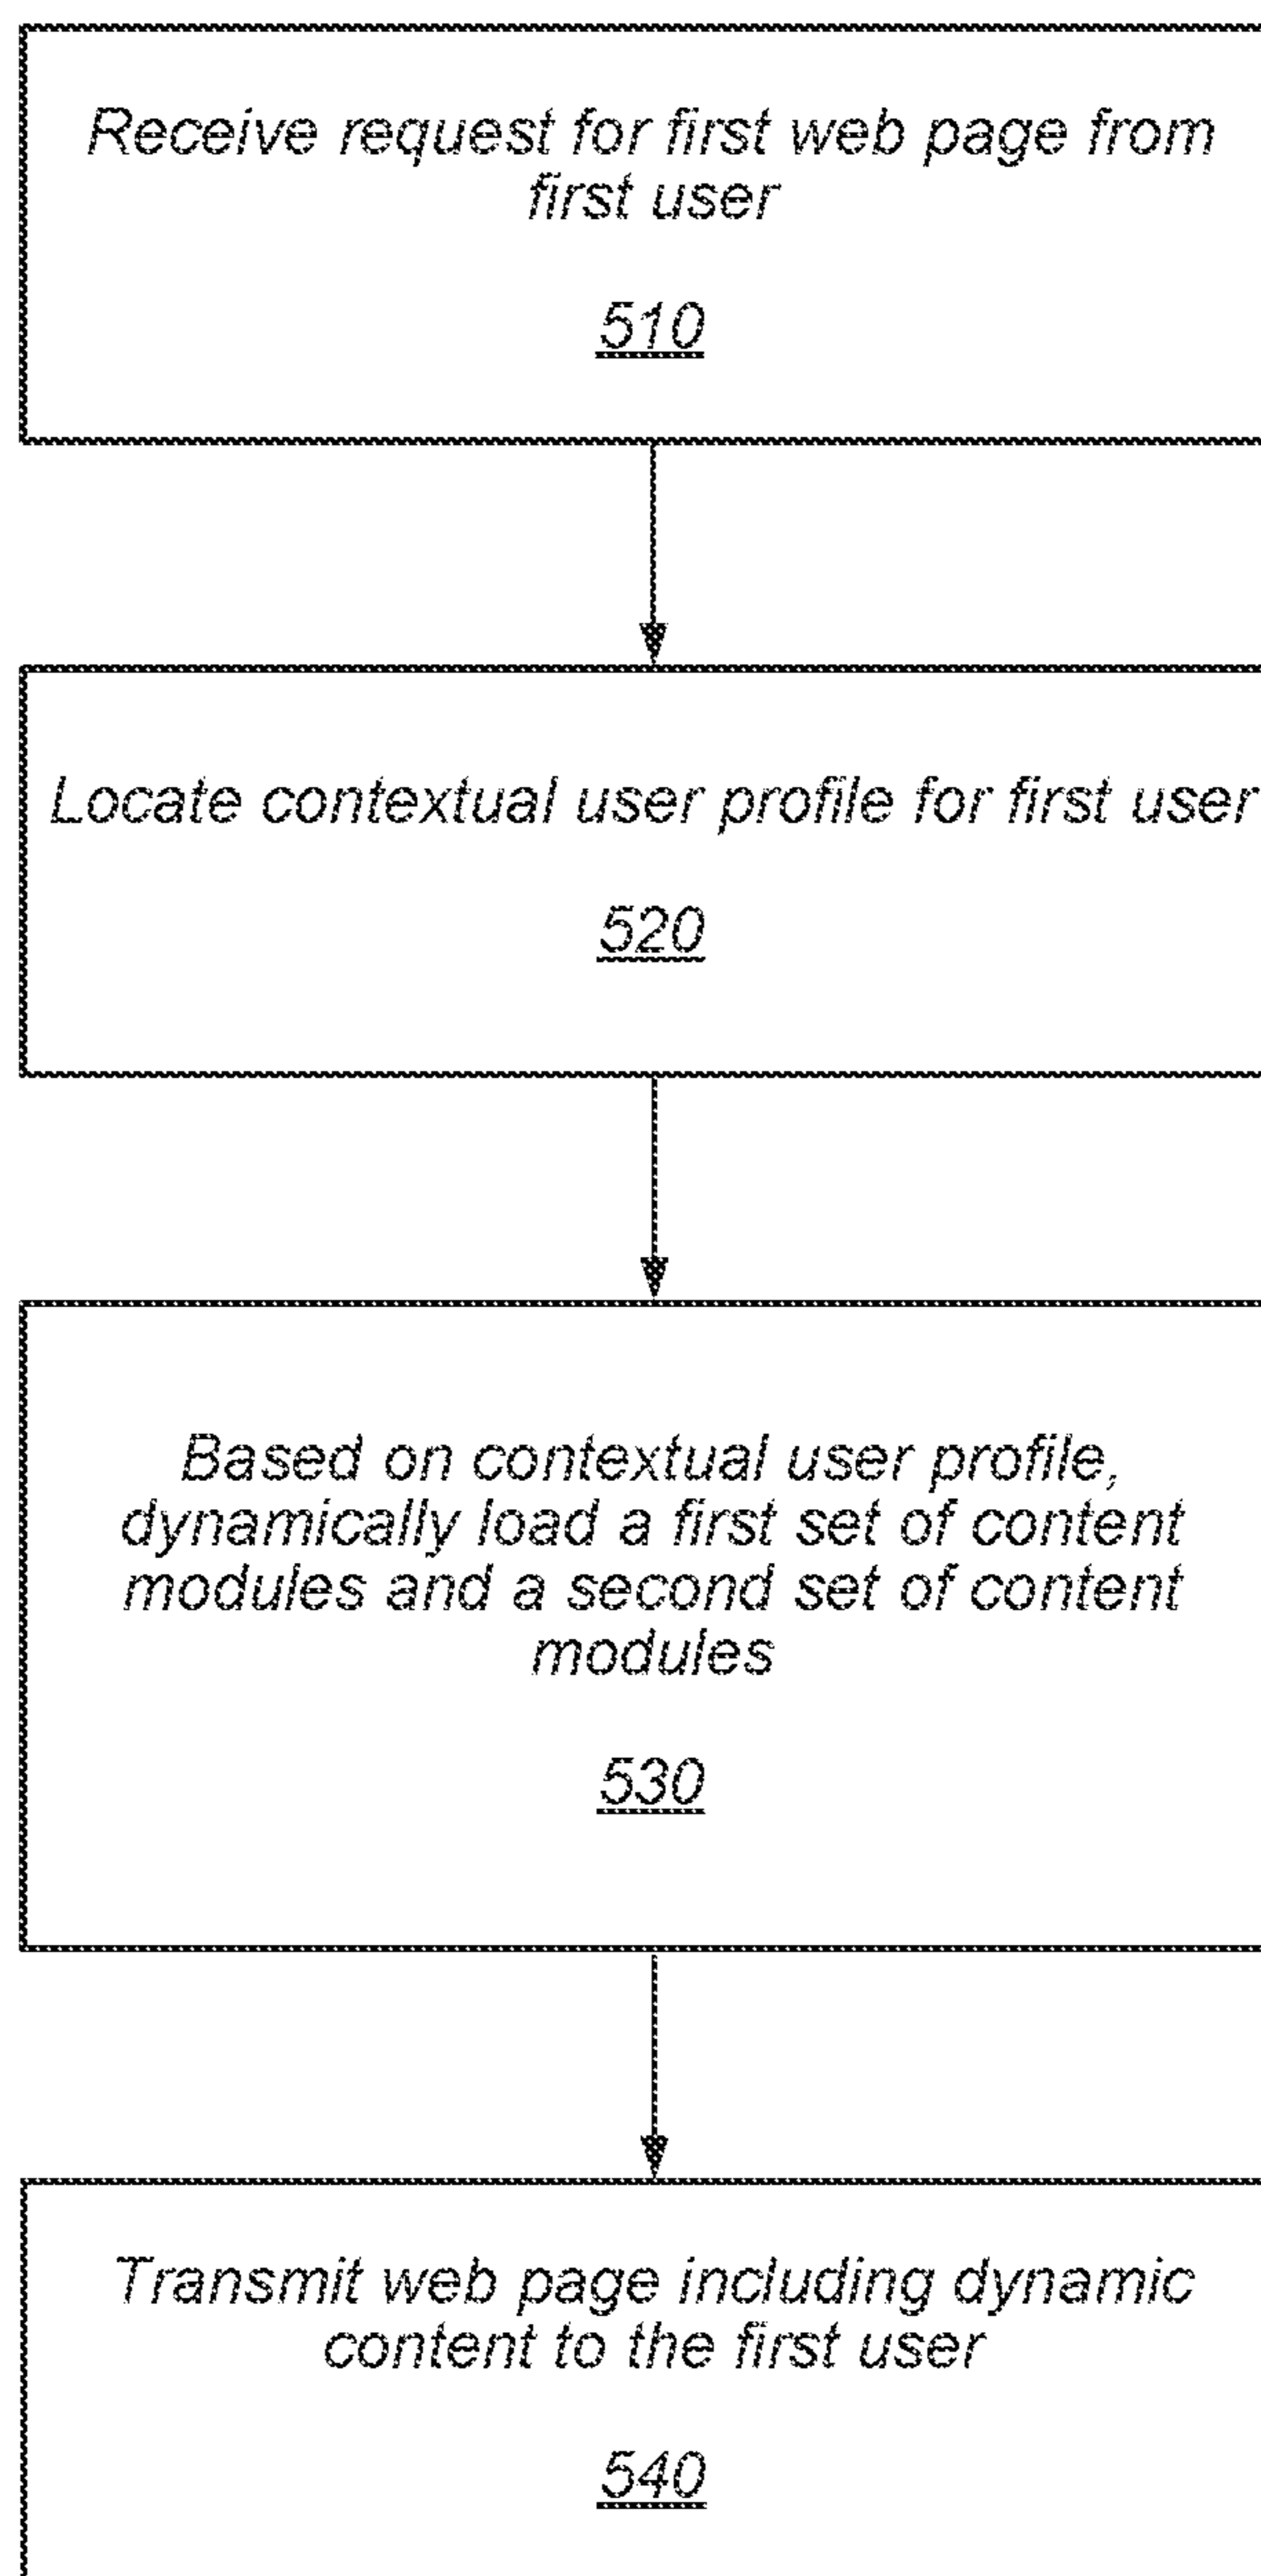 Receive request for first web page from
first user
510
Locate contextual user profile for first user
520
Based on contextual user profile,
dynamically load a first set of content
modules and a second set of content
modules
530
Transmit web page including dynamic
content to the first user
540